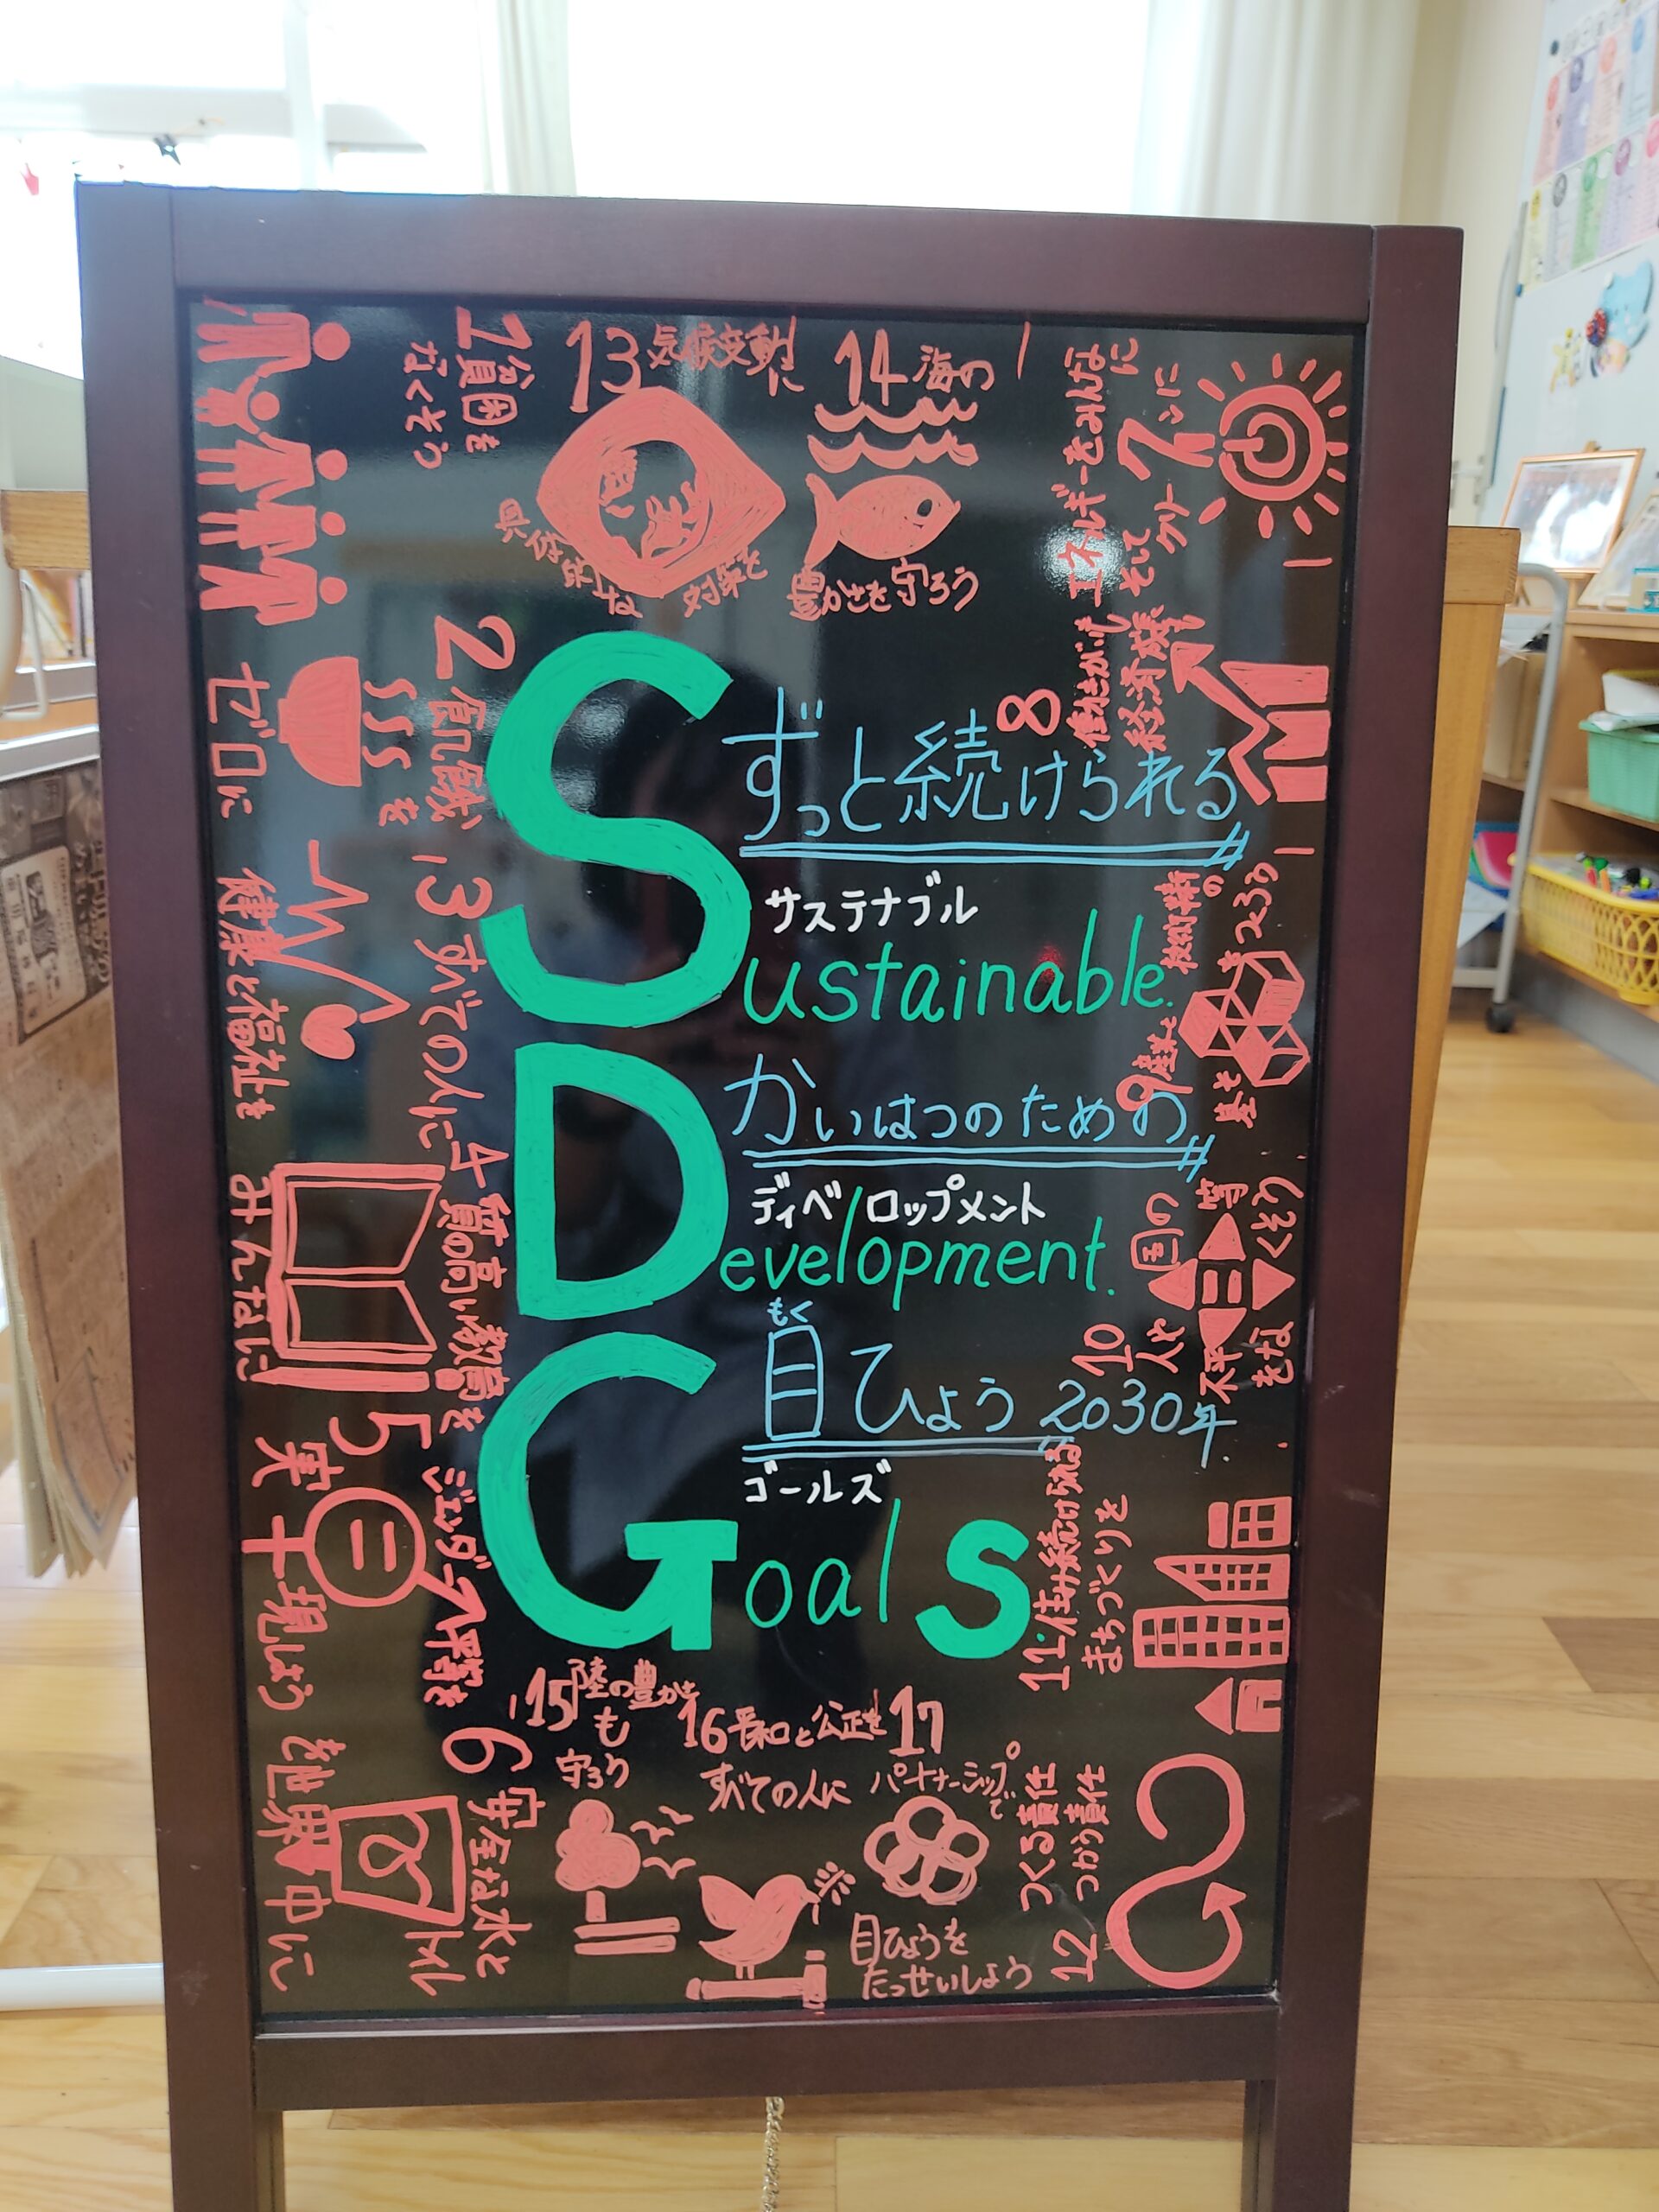 1 貧困を
なくそう
13 気候変動に
具体的な
対策を
14 海の
豊かさを守ろう
エネルギーをみんなに
そして
クリーンに
7
2 飢餓を
ゼロに
8 働きがいも
経済成長も
ずっと続けられる
サステナブル
Sustainable.
3 すべての人に
健康と福祉を
9 産業と
技術革新の
基
つくろう
かいはつのための
ディベロップメント
Development.
4 質の高い教育を
みんなに
10 人や
国の
不平等
をなくそう
もく
目ひょう 2030年.
ゴールズ
Goals
5 ジェンダー平等を
実現しよう
11. 住み続けられる
まちづくりを
6 安全な水と
トイレ
を世界中に
15 陸の豊かさ
も
守ろう
16 平和と公正を
すべての人に
17
パートナーシップで
目ひょうを
たっせいしよう
12 つくる責任
つかう責任